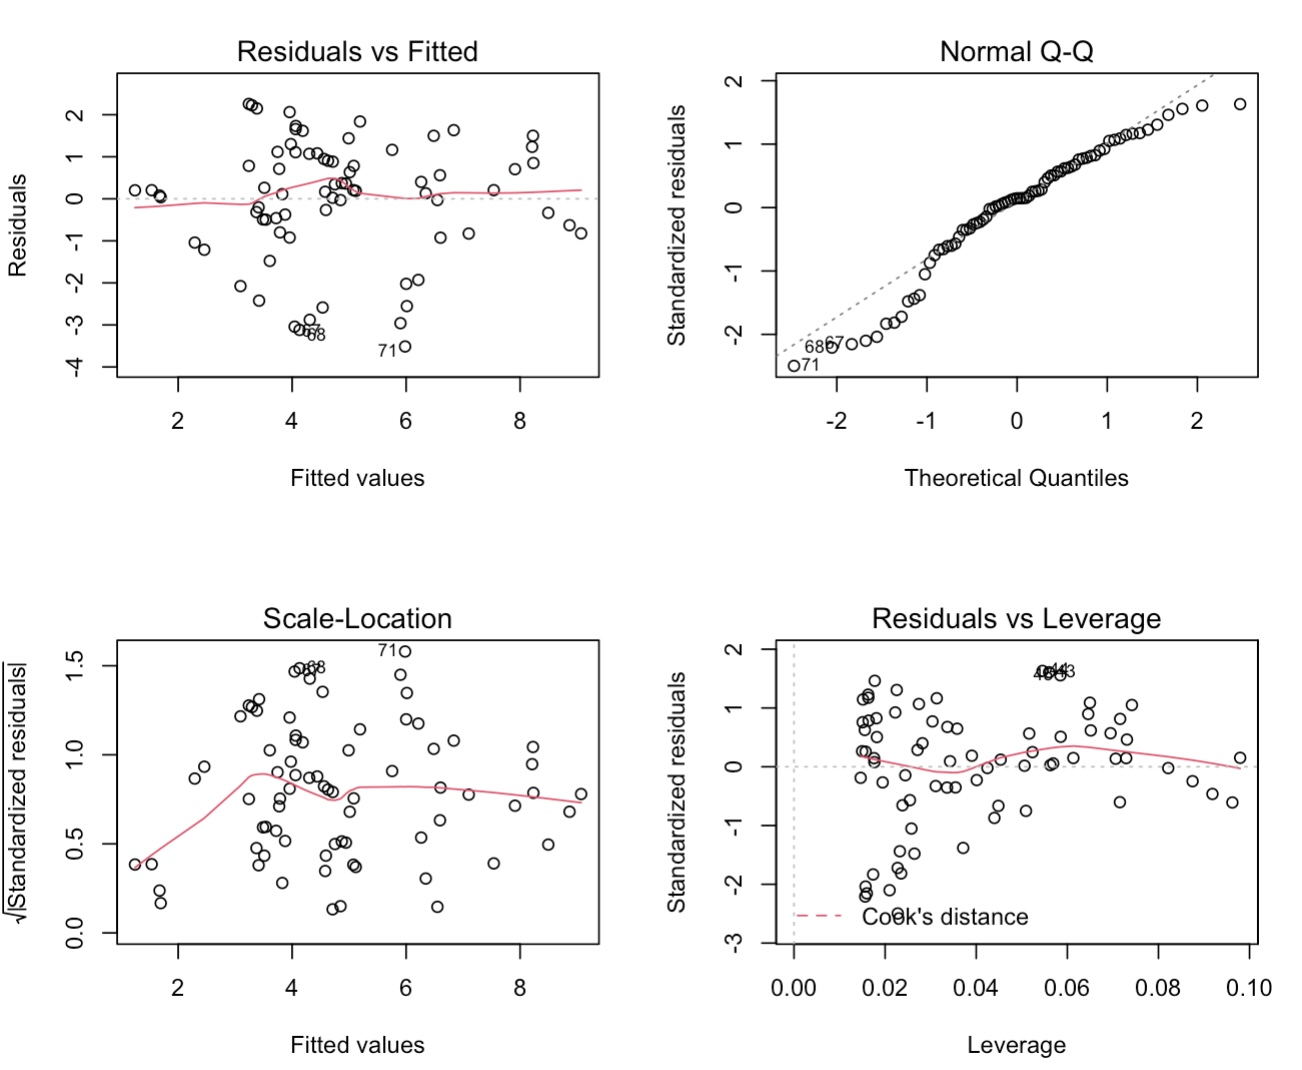 Residuals vs Fitted
Residuals
2
1
0
-1
-2
-3
-4
68
71
2 4 6 8
Fitted values
Normal Q-Q
Standardized residuals
2
1
0
-1
-2
68
67
71
-2 -1 0 1 2
Theoretical Quantiles
Scale-Location
√|Standardized residuals|
1.5
1.0
0.5
0.0
71
68
2 4 6 8
Fitted values
Residuals vs Leverage
Standardized residuals
2
1
0
-1
-2
-3
43
Cook's distance
0.00 0.02 0.04 0.06 0.08 0.10
Leverage